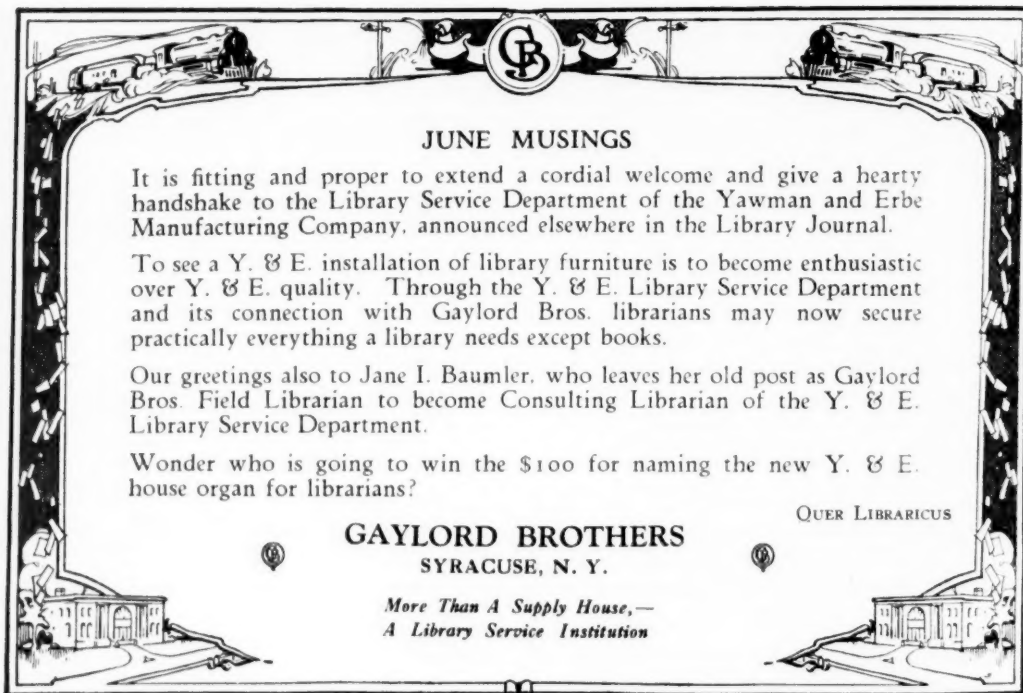 GB
JUNE MUSINGS
It is fitting and proper to extend a cordial welcome and give a hearty
handshake to the Library Service Department of the Yawman and Erbe
Manufacturing Company, announced elsewhere in the Library Journal.
To see a Y. & E. installation of library furniture is to become enthusiastic
over Y. & E. quality. Through the Y. & E. Library Service Department
and its connection with Gaylord Bros. librarians may now secure
practically everything a library needs except books.
Our greetings also to Jane I. Baumler, who leaves her old post as Gaylord
Bros. Field Librarian to become Consulting Librarian of the Y. & E.
Library Service Department.
Wonder who is going to win the $100 for naming the new Y. & E.
house organ for librarians?
QUER LIBRARICUS
GAYLORD BROTHERS
SYRACUSE, N. Y.
More Than A Supply House,—
A Library Service Institution